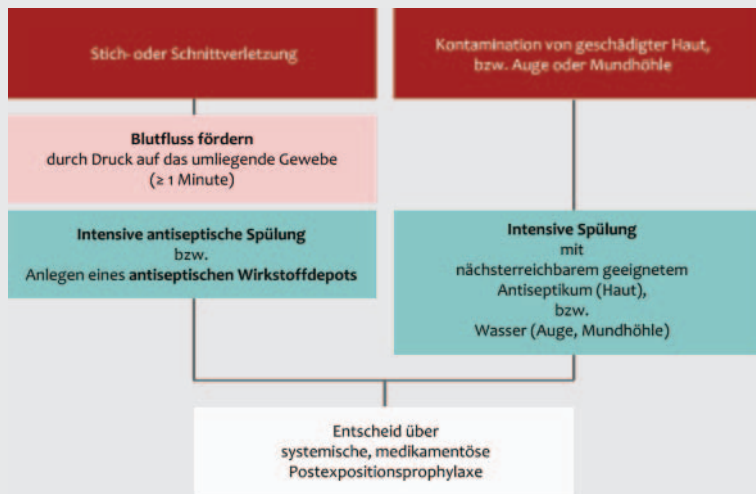 Stich- oder Schnittverletzung
Blutfluss fördern
durch Druck auf das umliegende Gewebe
(≥ 1 Minute)
Intensive antiseptische Spülung
bzw.
Anlegen eines antiseptischen Wirkstoffdepots
Kontamination von geschädigter Haut,
bzw. Auge oder Mundhöhle
Intensive Spülung
mit
nächsterreichbarem geeignetem
Antiseptikum (Haut),
bzw.
Wasser (Auge, Mundhöhle)
Entscheid über
systemische, medikamentöse
Postexpositionsprophylaxe